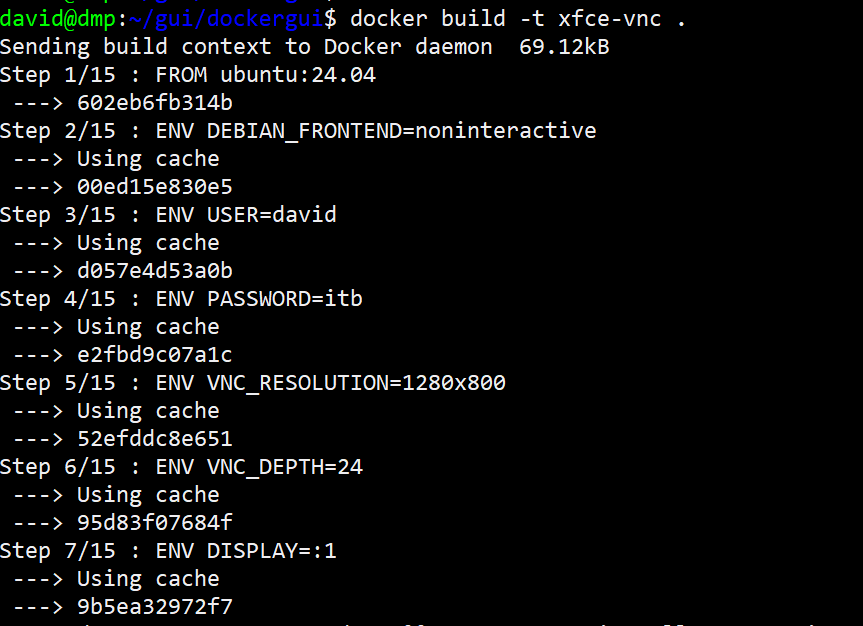 david@dmp:~/gui/dockergui$ docker build -t xfce-vnc .
Sending build context to Docker daemon  69.12kB
Step 1/15 : FROM ubuntu:24.04
 ---> 602eb6fb314b
Step 2/15 : ENV DEBIAN_FRONTEND=noninteractive
 ---> Using cache
 ---> 00ed15e830e5
Step 3/15 : ENV USER=david
 ---> Using cache
 ---> d057e4d53a0b
Step 4/15 : ENV PASSWORD=itb
 ---> Using cache
 ---> e2fbd9c07a1c
Step 5/15 : ENV VNC_RESOLUTION=1280x800
 ---> Using cache
 ---> 52efddc8e651
Step 6/15 : ENV VNC_DEPTH=24
 ---> Using cache
 ---> 95d83f07684f
Step 7/15 : ENV DISPLAY=:1
 ---> Using cache
 ---> 9b5ea32972f7